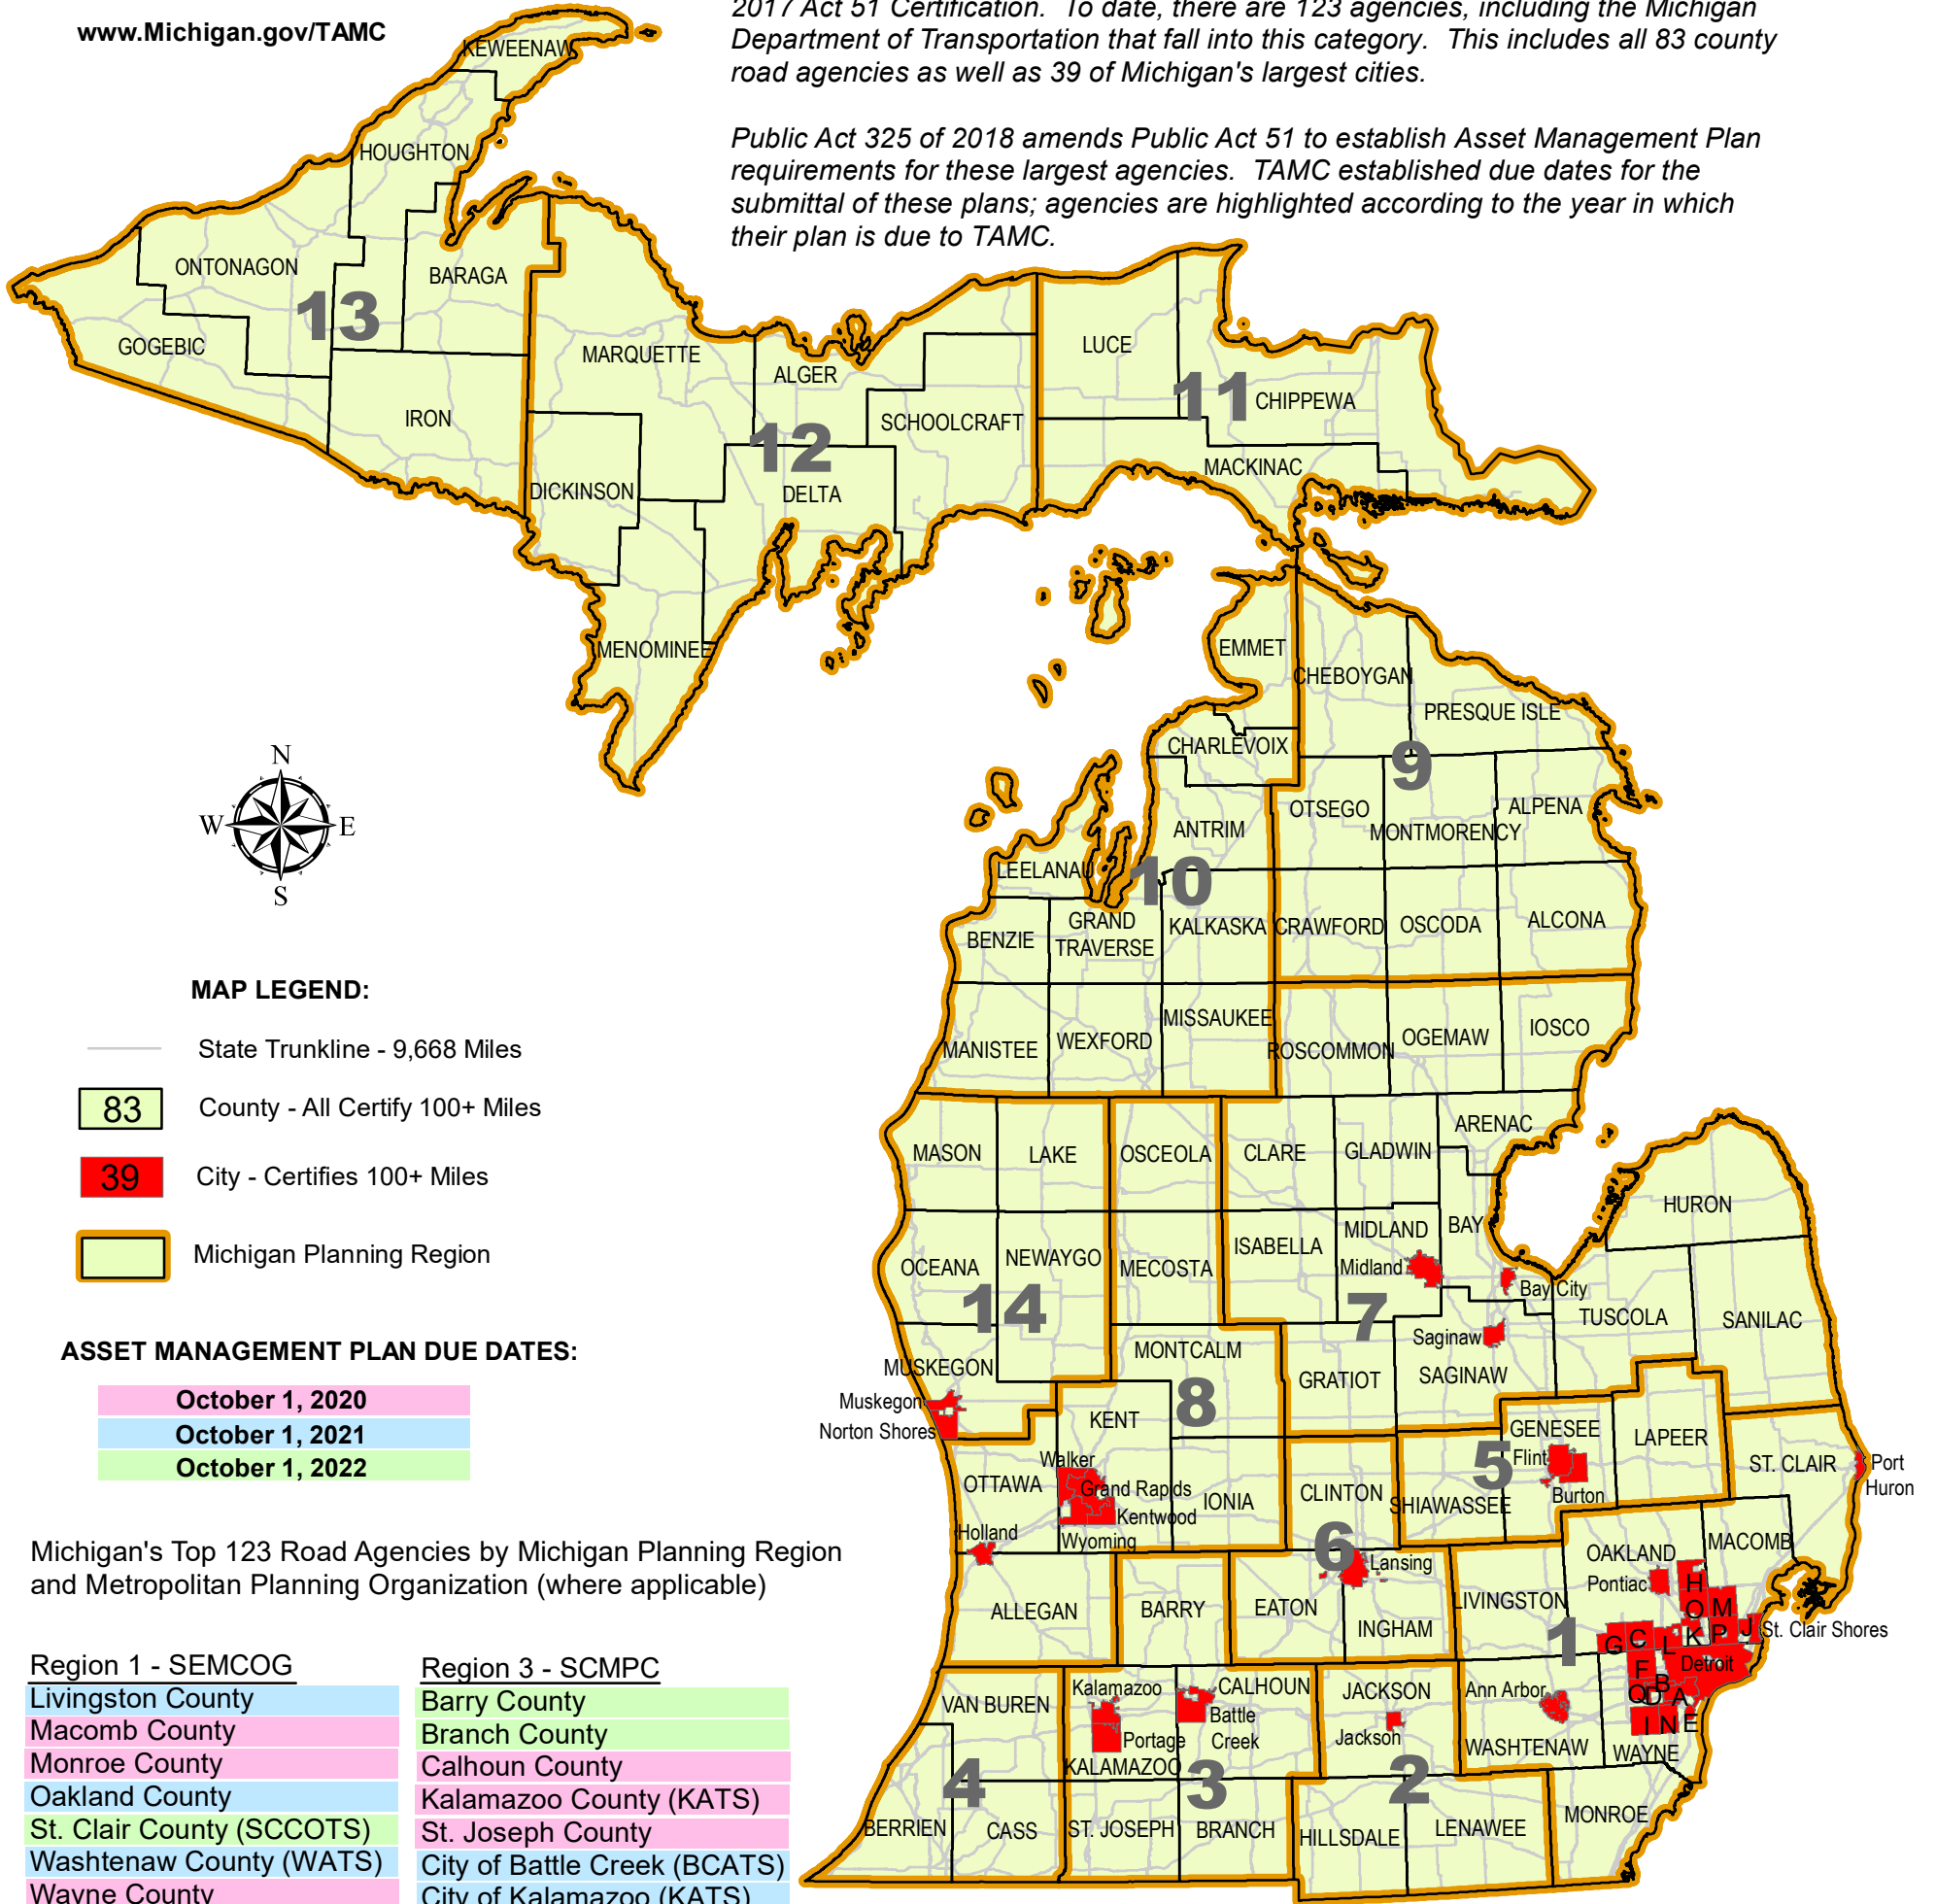 www.Michigan.gov/TAMC
2017 Act 51 Certification. To date, there are 123 agencies, including the Michigan
Department of Transportation that fall into this category. This includes all 83 county
road agencies as well as 39 of Michigan's largest cities.
Public Act 325 of 2018 amends Public Act 51 to establish Asset Management Plan
requirements for these largest agencies. TAMC established due dates for the
submittal of these plans; agencies are highlighted according to the year in which
their plan is due to TAMC.
KEWEENAW
HOUGHTON
ONTONAGON
BARAGA
13
GOGEBIC
IRON
MARQUETTE
ALGER
SCHOOLCRAFT
12
DICKINSON
DELTA
MENOMINEE
LUCE
11
CHIPPEWA
MACKINAC
EMMET
CHEBOYGAN
PRESQUE ISLE
CHARLEVOIX
9
OTSEGO
MONTMORENCY
ALPENA
ANTRIM
LEELANAU
10
BENZIE
GRAND
TRAVERSE
KALKASKA
CRAWFORD
OSCODA
ALCONA
MANISTEE
WEXFORD
MISSAUKEE
ROSCOMMON
OGEMAW
IOSCO
N
W
E
S
MAP LEGEND:
State Trunkline - 9,668 Miles
83
County - All Certify 100+ Miles
39
City - Certifies 100+ Miles
Michigan Planning Region
ASSET MANAGEMENT PLAN DUE DATES:
October 1, 2020
October 1, 2021
October 1, 2022
MASON
LAKE
OSCEOLA
CLARE
GLADWIN
ARENAC
HURON
OCEANA
NEWAYGO
MECOSTA
ISABELLA
MIDLAND
BAY
Midland
Bay City
14
7
TUSCOLA
SANILAC
Saginaw
MONTCALM
MUSKEGON
GRATIOT
SAGINAW
Muskegon
Norton Shores
8
KENT
GENESEE
LAPEER
5
Flint
Burton
ST. CLAIR
Port
Huron
Walker
OTTAWA
Grand Rapids
Kentwood
Wyoming
IONIA
CLINTON
SHIAWASSEE
Holland
6
Lansing
MACOMB
OAKLAND
Pontiac
ALLEGAN
BARRY
EATON
INGHAM
LIVINGSTON
1
H
O
M
G
C
L
K
P
J
St. Clair Shores
Detroit
F
B
Q
D
A
I
N
E
VAN BUREN
Kalamazoo
CALHOUN
JACKSON
Ann Arbor
Battle
Creek
Portage
Jackson
WASHTENAW
WAYNE
KALAMAZOO
4
3
2
BERRIEN
CASS
ST. JOSEPH
BRANCH
HILLSDALE
LENAWEE
MONROE
Michigan's Top 123 Road Agencies by Michigan Planning Region
and Metropolitan Planning Organization (where applicable)
Region 1 - SEMCOG
Livingston County
Macomb County
Monroe County
Oakland County
St. Clair County (SCCOTS)
Washtenaw County (WATS)
Wayne County
Region 3 - SCMPC
Barry County
Branch County
Calhoun County
Kalamazoo County (KATS)
St. Joseph County
City of Battle Creek (BCATS)
City of Kalamazoo (KATS)